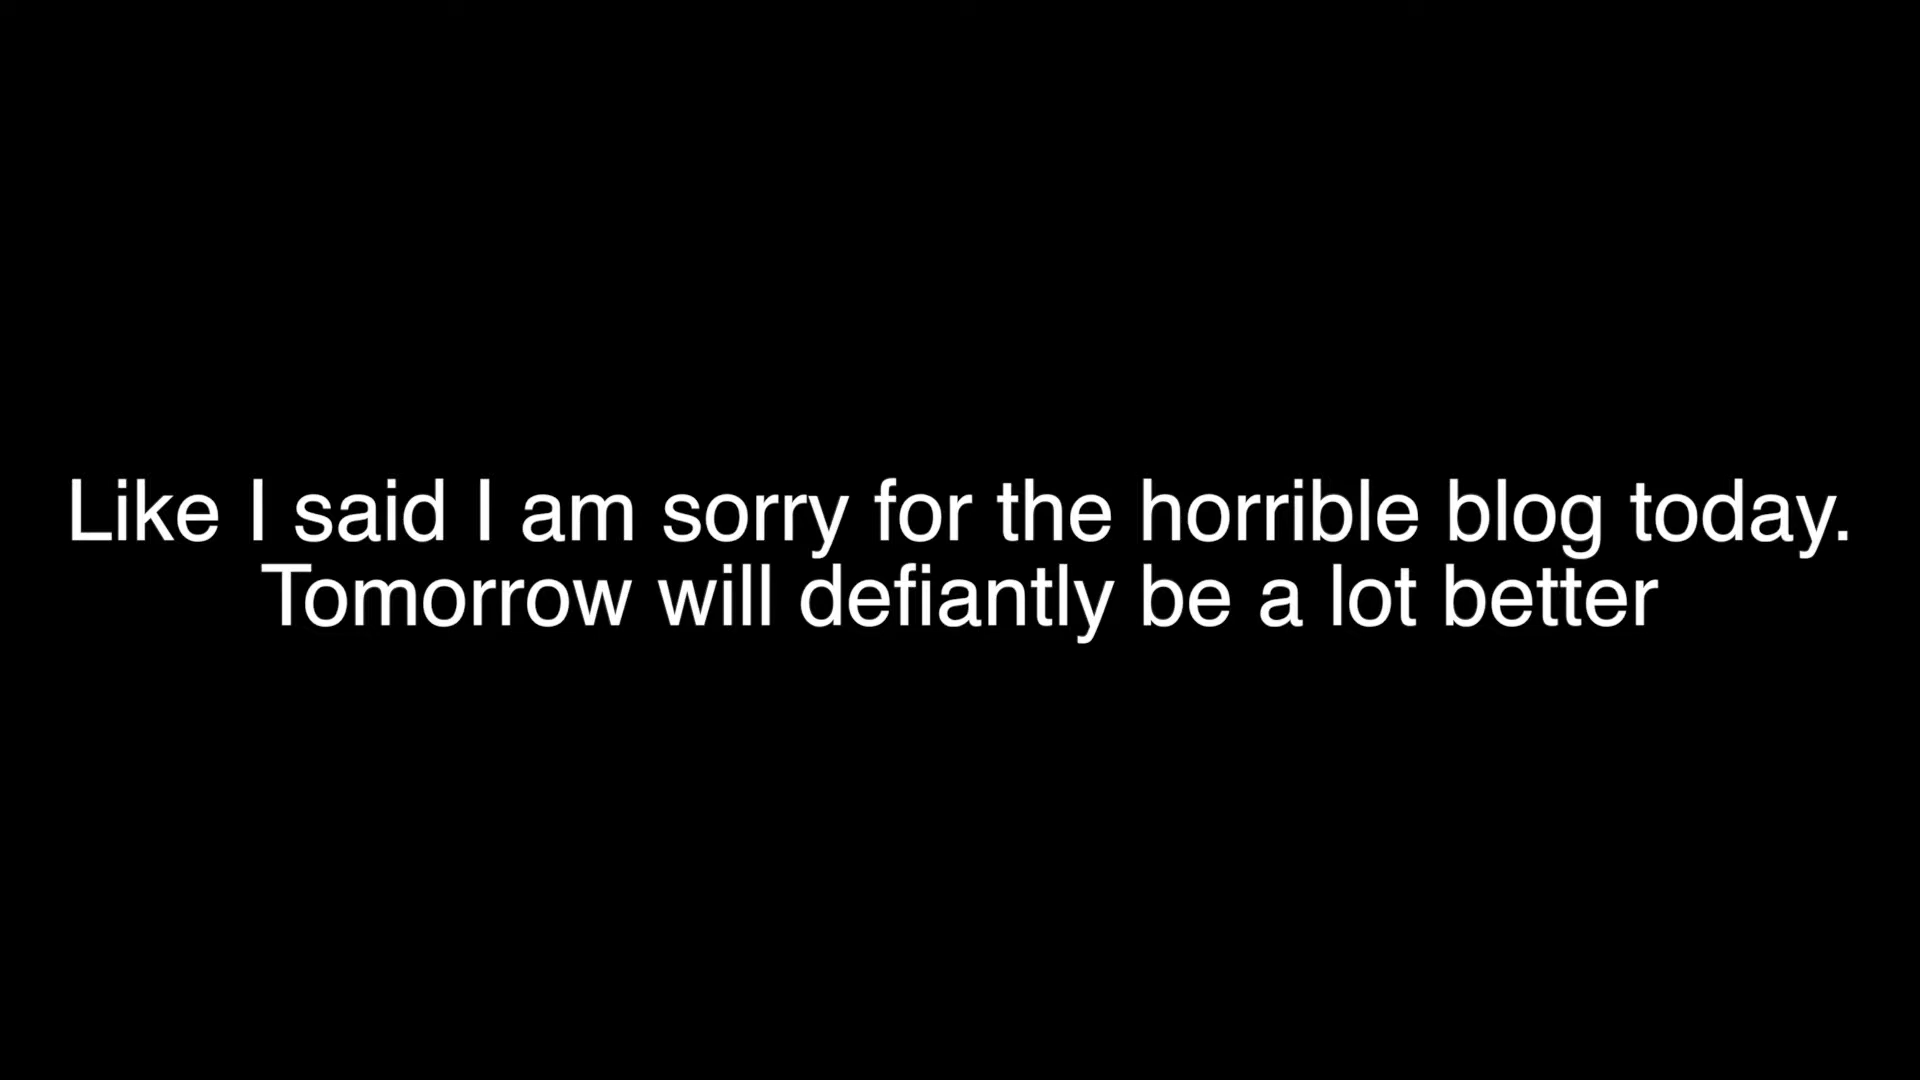 Like I said I am sorry for the horrible blog today.
Tomorrow will defiantly be a lot better